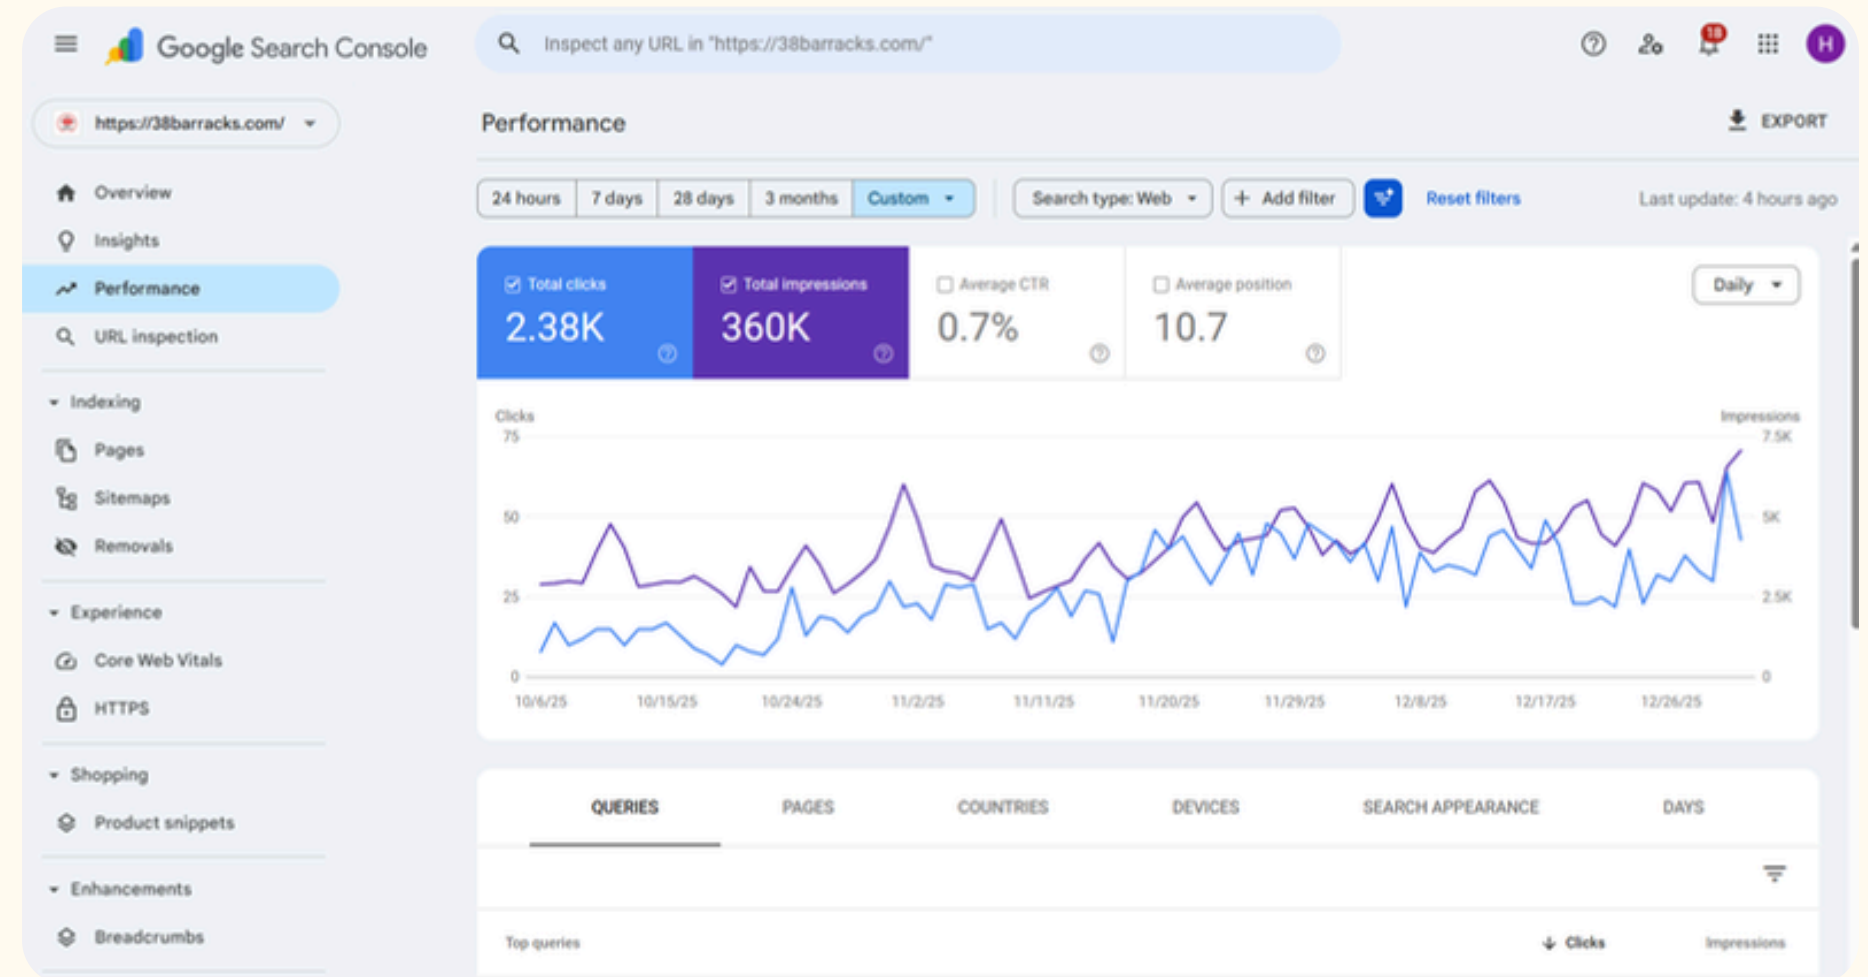 Google Search Console
Inspect any URL in "https://38barracks.com/"
18
H
https://38barracks.com/
Overview
Insights
Performance
URL inspection
Indexing
Pages
Sitemaps
Removals
Experience
Core Web Vitals
HTTPS
Shopping
Product snippets
Enhancements
Breadcrumbs
Performance
EXPORT
24 hours 7 days 28 days 3 months Custom Search type: Web + Add filter Reset filters Last update: 4 hours ago
Total clicks Total impressions Average CTR Average position Daily
2.38K 360K 0.7% 10.7
Clicks Impressions
75 7.5K
50 5K
25 2.5K
0 0
10/6/25 10/15/25 10/24/25 11/2/25 11/11/25 11/20/25 11/29/25 12/8/25 12/17/25 12/26/25
QUERIES PAGES COUNTRIES DEVICES SEARCH APPEARANCE DAYS
Top queries Clicks Impressions